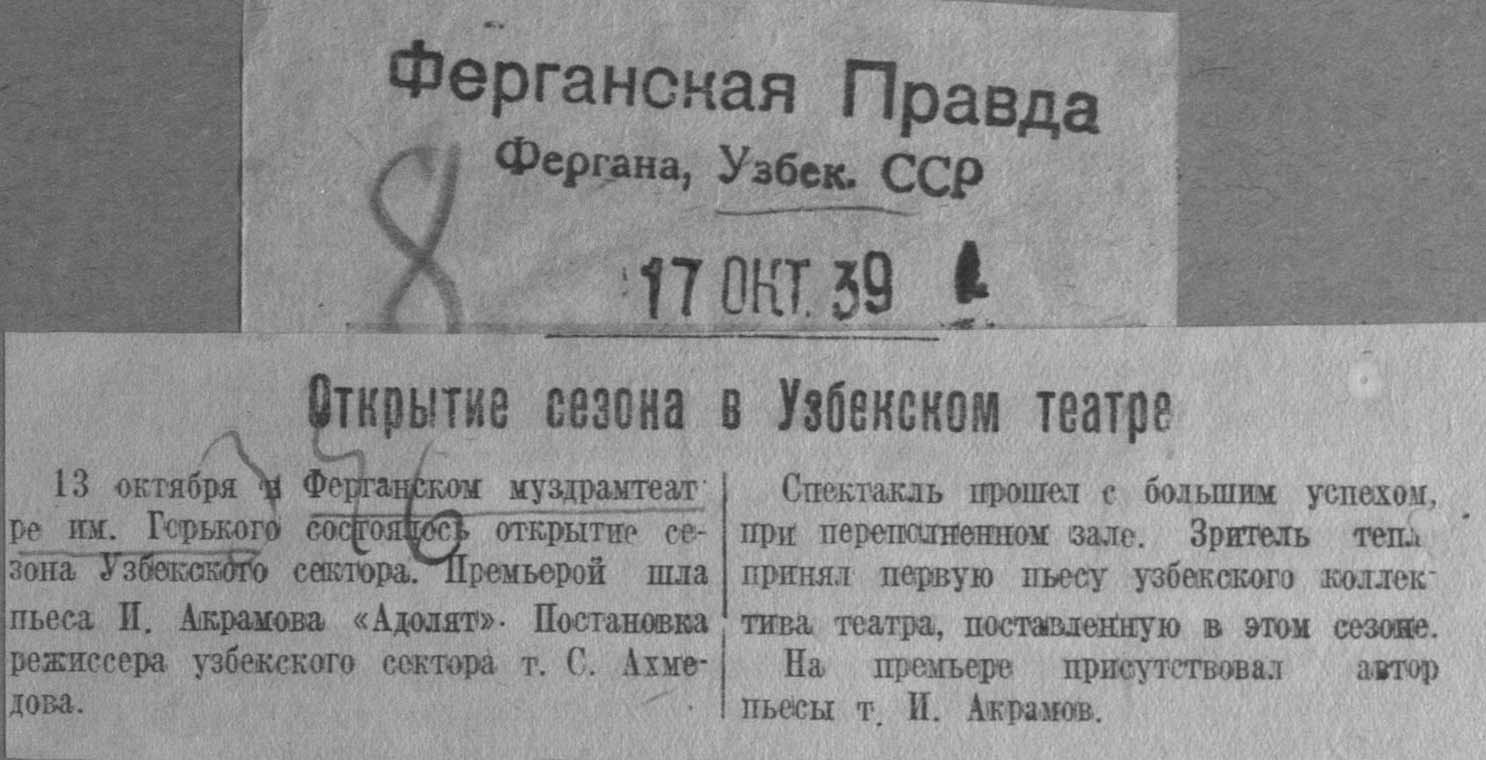 Ферганская Правда
Фергана, Узбек. ССР
8
17 ОКТ. 39
Открытие сезона в Узбекском театре
13 октября в Ферганском муздрамтеат-
ре им. Горького состоялось открытие се-
зона Узбекского сектора. Премьерой шла
пьеса И. Акрамова «Адолят». Постановка
режиссера узбекского сектора т. С. Ахме-
дова.
Спектакль прошел с большим успехом,
при переполненном зале. Зритель тепло
принял первую пьесу узбекского коллек-
тива театра, поставленную в этом сезоне.
На премьере присутствовал автор
пьесы т. И. Акрамов.